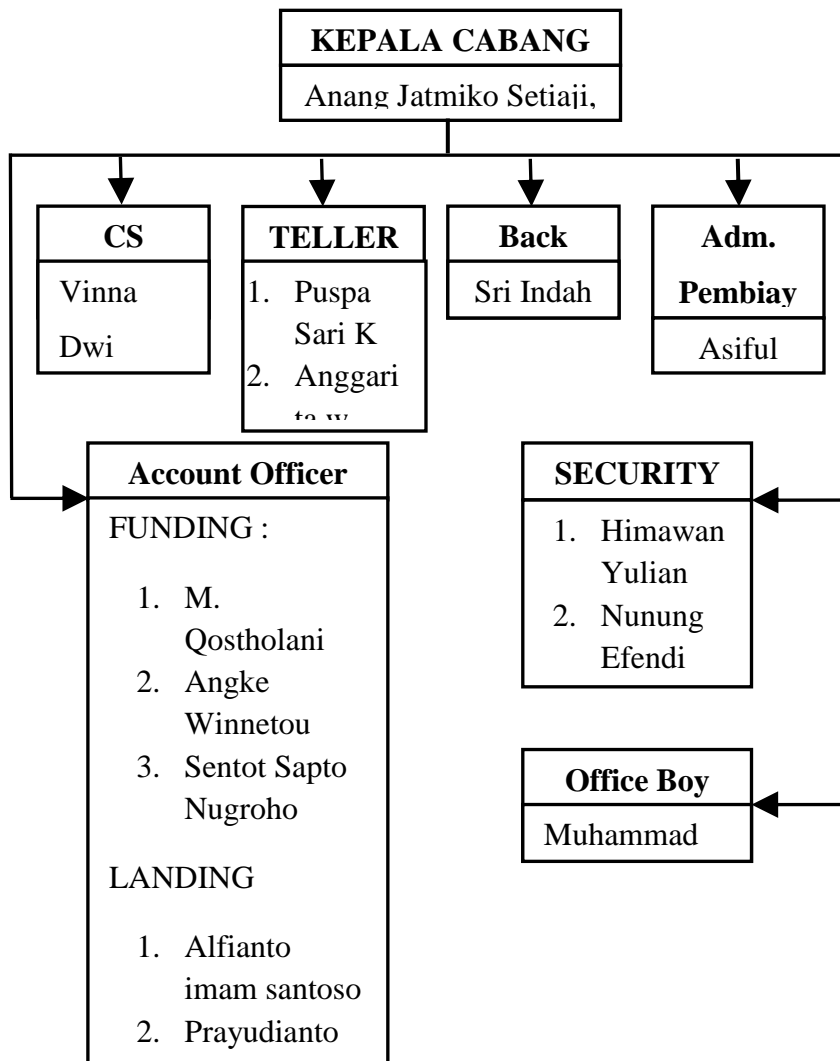 KEPALA CABANG
Anang Jatmiko Setiaji,
CS
Vinna
Dwi
TELLER
1. Puspa
Sari K
2. Anggari
ta w
Back
Sri Indah
Adm.
Pembiay
Asiful
Account Officer
FUNDING :
1. M.
Qostholani
2. Angke
Winnetou
3. Sentot Sapto
Nugroho
LANDING
1. Alfianto
imam santoso
2. Prayudianto
SECURITY
1. Himawan
Yulian
2. Nunung
Efendi
Office Boy
Muhammad